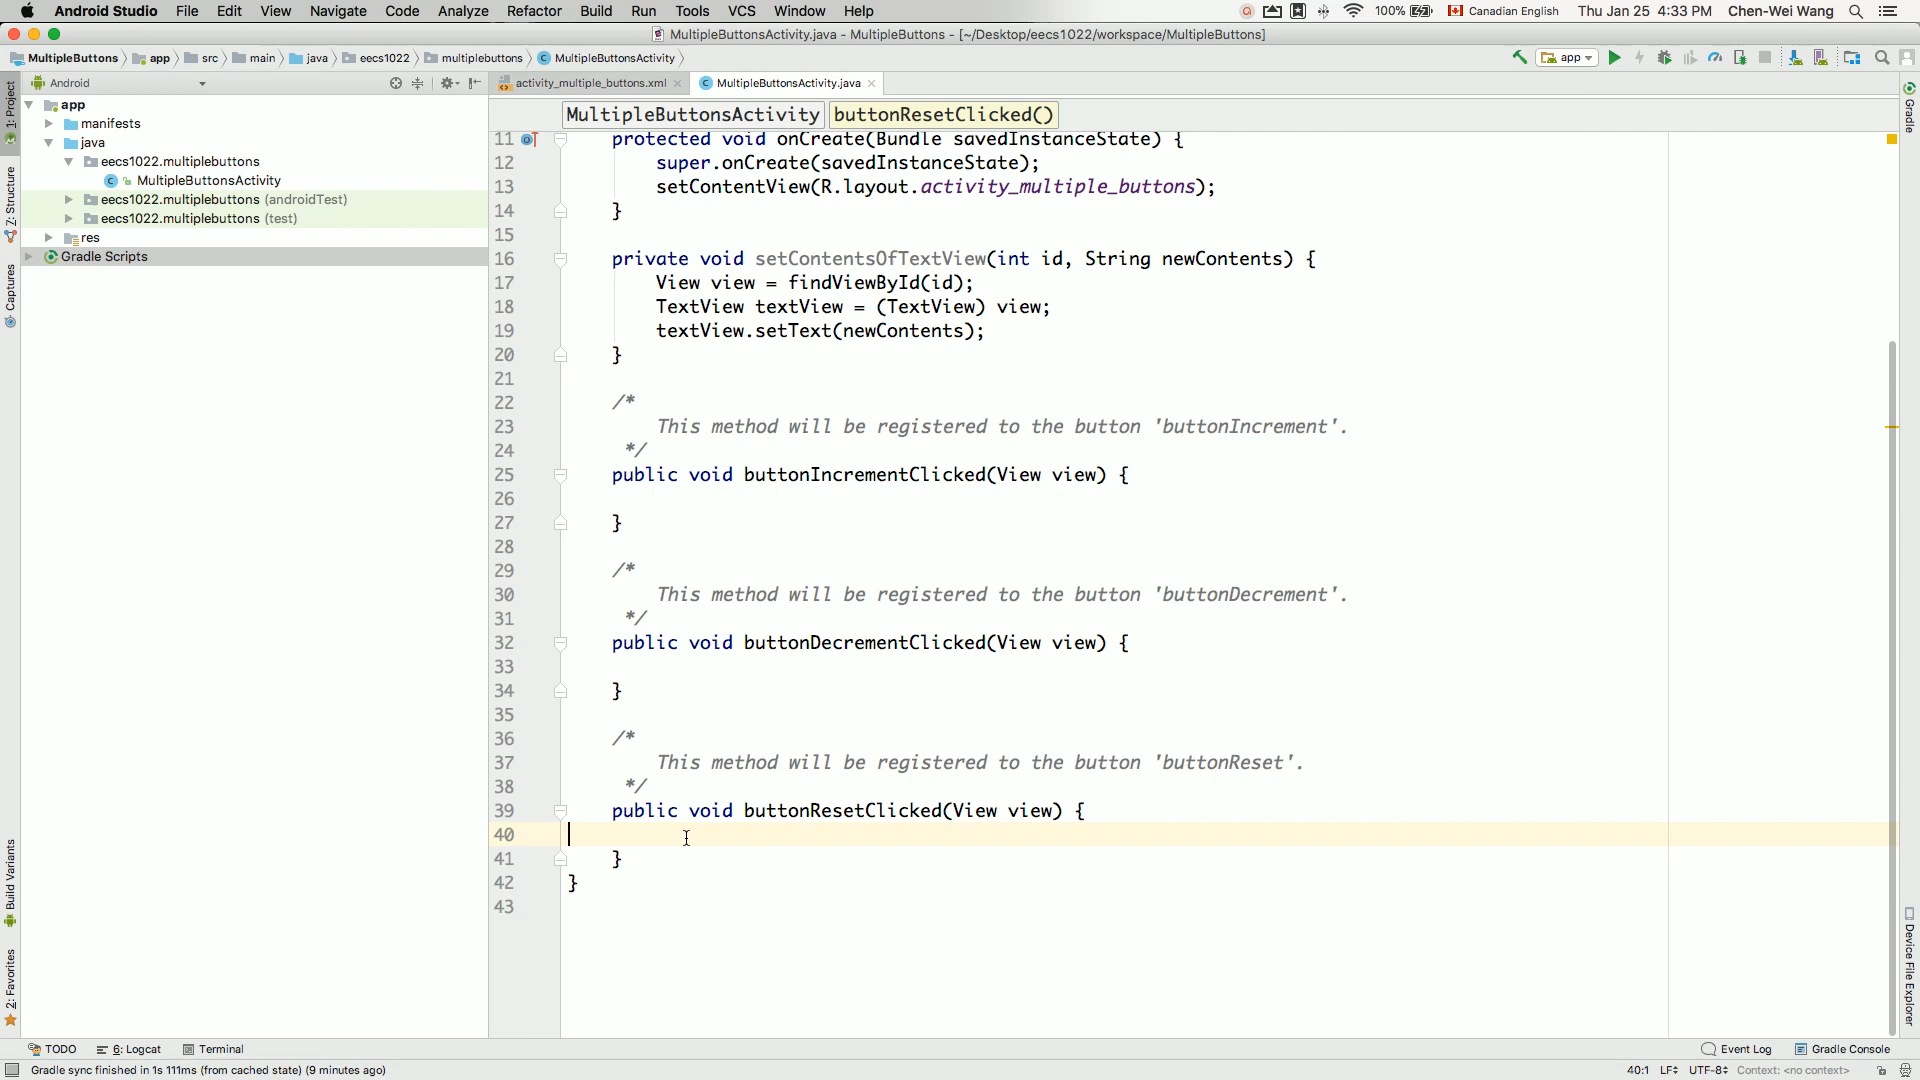 Android Studio File Edit View Navigate Code Analyze Refactor Build Run Tools VCS Window Help 100% Canadian English Thu Jan 25 4:33 PM Chen-Wei Wang
MultipleButtonsActivity.java - MultipleButtons - [~/Desktop/eecs1022/workspace/MultipleButtons]
MultipleButtons app src main java eecs1022 multiplebuttons MultipleButtonsActivity app
Android activity_multiple_buttons.xml MultipleButtonsActivity.java
1: Project
Z: Structure
Captures
Build Variants
2: Favorites
app
manifests
java
eecs1022.multiplebuttons
MultipleButtonsActivity
eecs1022.multiplebuttons (androidTest)
eecs1022.multiplebuttons (test)
res
Gradle Scripts
MultipleButtonsActivity buttonResetClicked()
11 protected void onCreate(Bundle savedInstanceState) {
12 super.onCreate(savedInstanceState);
13 setContentView(R.layout.activity_multiple_buttons);
14 }
15
16 private void setContentsOfTextView(int id, String newContents) {
17 View view = findViewById(id);
18 TextView textView = (TextView) view;
19 textView.setText(newContents);
20 }
21
22 /*
23 This method will be registered to the button 'buttonIncrement'.
24 */
25 public void buttonIncrementClicked(View view) {
26
27 }
28
29 /*
30 This method will be registered to the button 'buttonDecrement'.
31 */
32 public void buttonDecrementClicked(View view) {
33
34 }
35
36 /*
37 This method will be registered to the button 'buttonReset'.
38 */
39 public void buttonResetClicked(View view) {
40
41 }
42 }
43
Gradle
Device File Explorer
TODO 6: Logcat Terminal Event Log Gradle Console
Gradle sync finished in 1s 111ms (from cached state) (9 minutes ago) 40:1 LF UTF-8 Context: <no context>